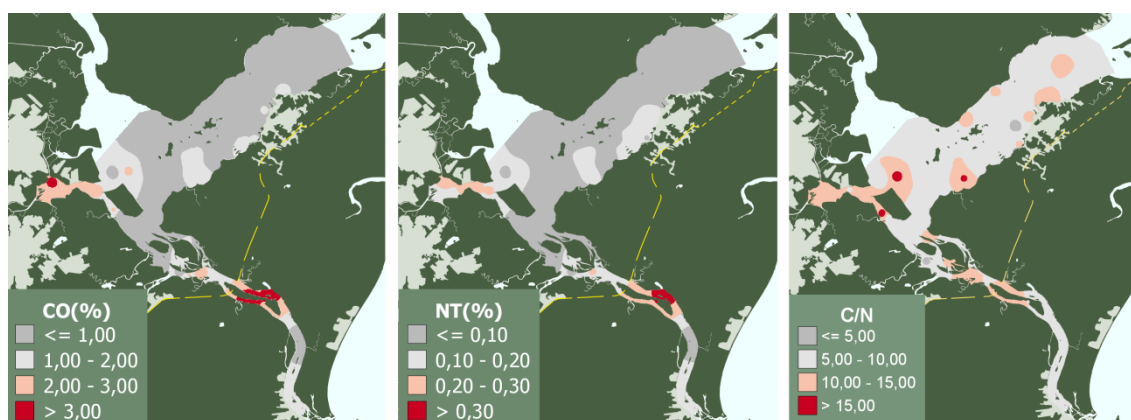 CO(%)
<= 1,00
1,00 - 2,00
2,00 - 3,00
> 3,00
NT(%)
<= 0,10
0,10 - 0,20
0,20 - 0,30
> 0,30
C/N
<= 5,00
5,00 - 10,00
10,00 - 15,00
> 15,00